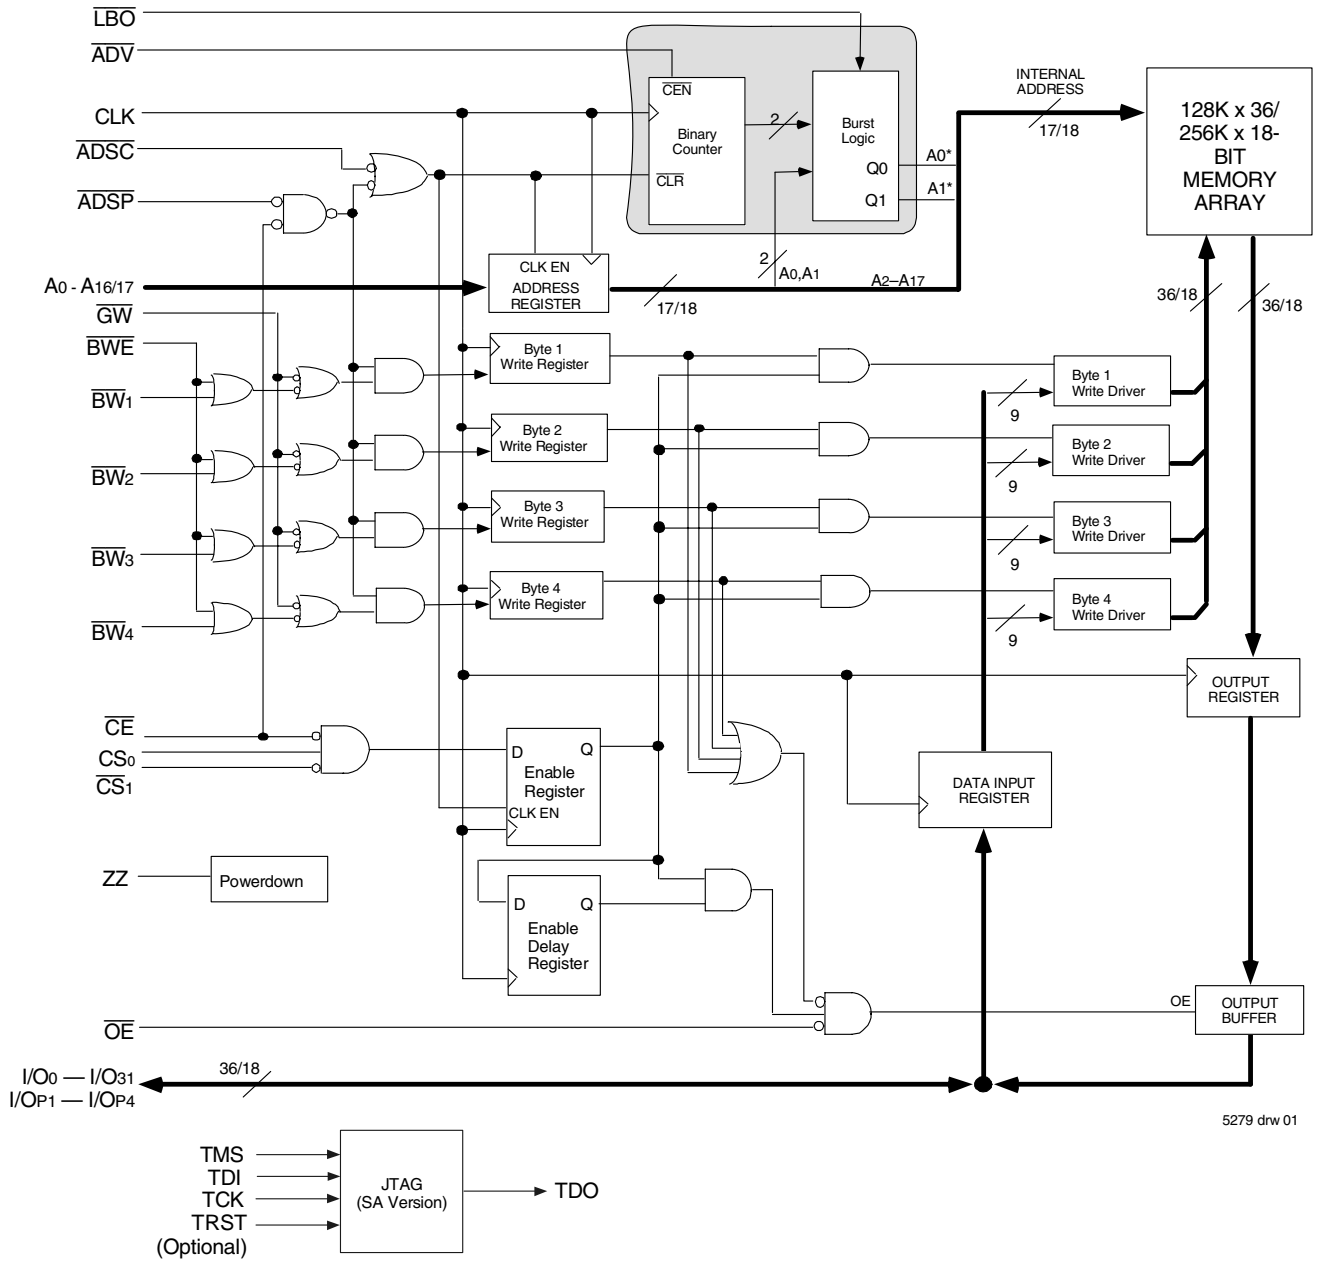 LBO
ADV
CLK
ADSC
ADSP
CEN
Binary
Counter
CLR
2
Burst
Logic
Q0
Q1
A0*
A1*
INTERNAL
ADDRESS
17/18
128K x 36/
256K x 18-
BIT
MEMORY
ARRAY
A0 - A16/17
CLK EN
ADDRESS
REGISTER
17/18
2
A0,A1
A2–A17
36/18
36/18
GW
BWE
BW1
BW2
BW3
BW4
Byte 1
Write Register
Byte 2
Write Register
Byte 3
Write Register
Byte 4
Write Register
9
Byte 1
Write Driver
9
Byte 2
Write Driver
9
Byte 3
Write Driver
9
Byte 4
Write Driver
OUTPUT
REGISTER
CE
CS0
CS1
D
Q
Enable
Register
CLK EN
DATA INPUT
REGISTER
ZZ
Powerdown
D
Q
Enable
Delay
Register
OE
OE
OUTPUT
BUFFER
I/O0 — I/O31
I/OP1 — I/OP4
36/18
5279 drw 01
TMS
TDI
TCK
TRST
(Optional)
JTAG
(SA Version)
TDO